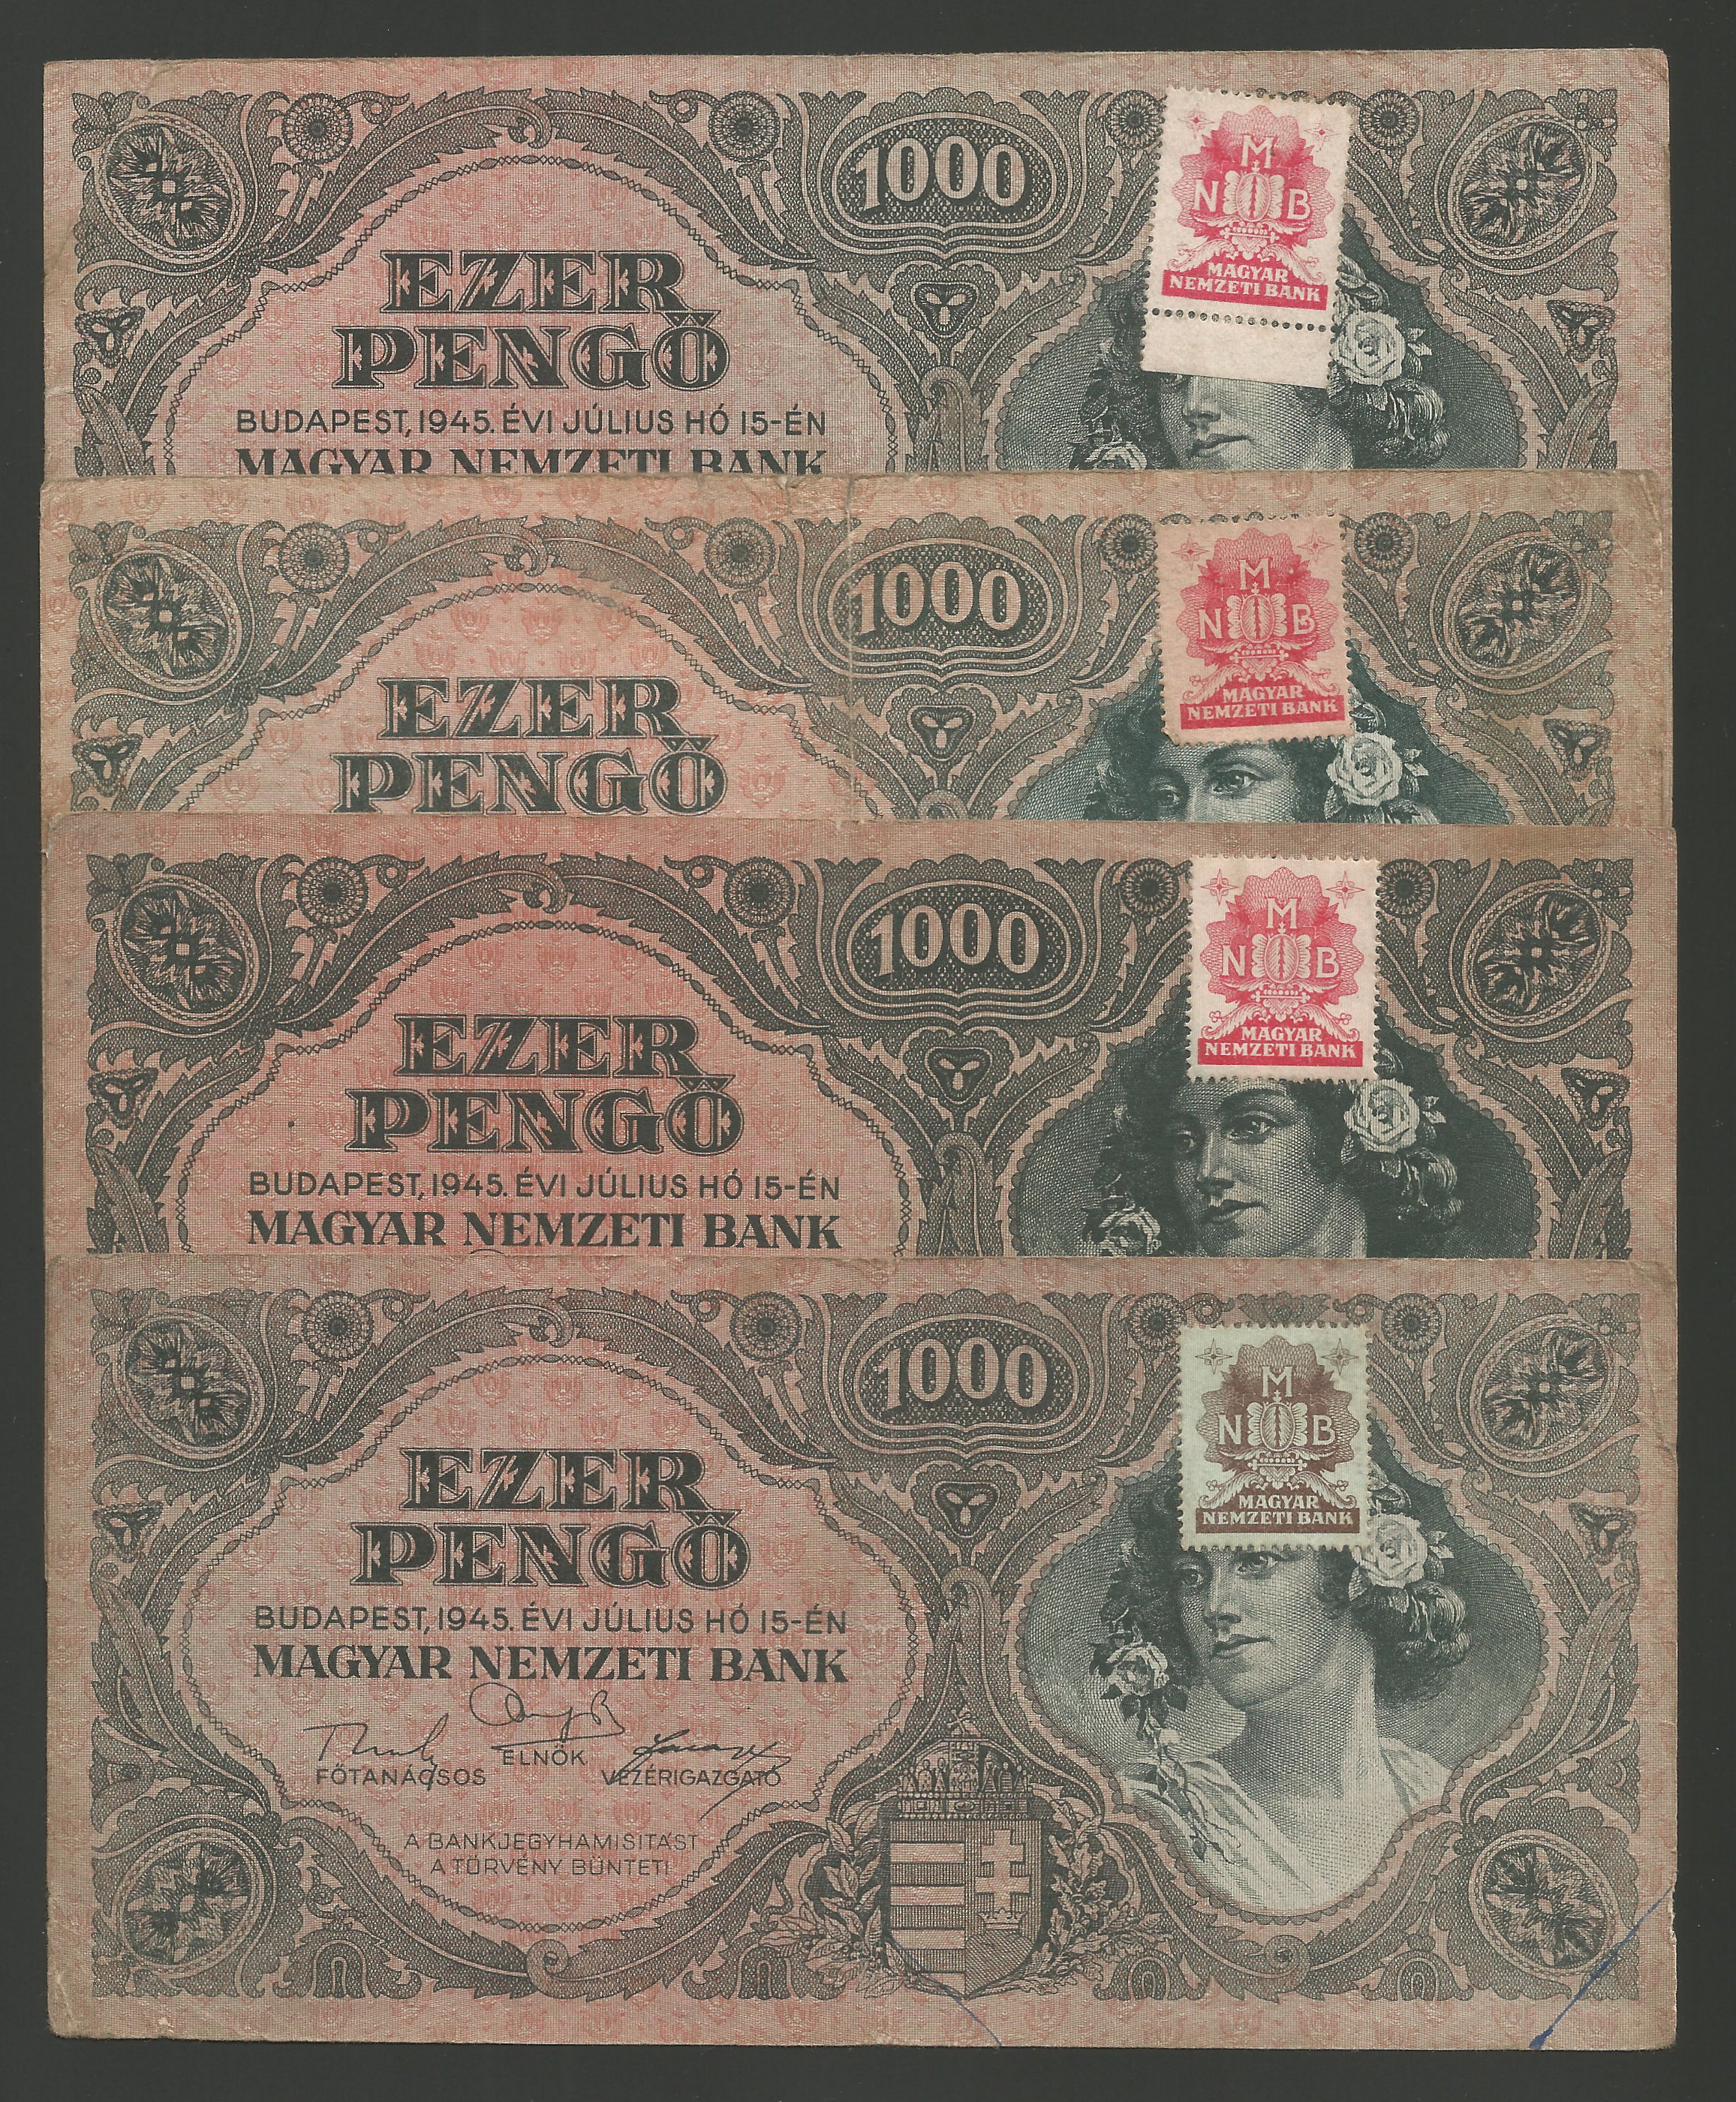 1000
M
N B
MAGYAR
NEMZETI BANK
EZER
PENGŐ
BUDAPEST, 1945. ÉVI JÚLIUS HÓ 15-ÉN
MAGYAR NEMZETI BANK
1000
M
N B
MAGYAR
NEMZETI BANK
EZER
PENGŐ
1000
M
N B
MAGYAR
NEMZETI BANK
EZER
PENGŐ
BUDAPEST, 1945. ÉVI JÚLIUS HÓ 15-ÉN
MAGYAR NEMZETI BANK
1000
M
N B
MAGYAR
NEMZETI BANK
EZER
PENGŐ
BUDAPEST, 1945. ÉVI JÚLIUS HÓ 15-ÉN
MAGYAR NEMZETI BANK
FŐTANÁCSOS ELNÖK VEZÉRIGAZGATÓ
A BANKJEGYHAMISITÁST
A TÖRVÉNY BÜNTETI